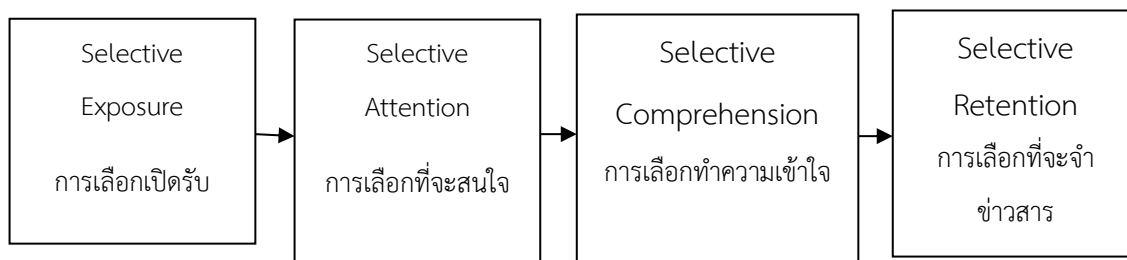 Selective
Exposure
การเลือกเปิดรับ
Selective
Attention
การเลือกที่จะสนใจ
Selective
Comprehension
การเลือกทำความเข้าใจ
Selective
Retention
การเลือกที่จะจำ
ข่าวสาร